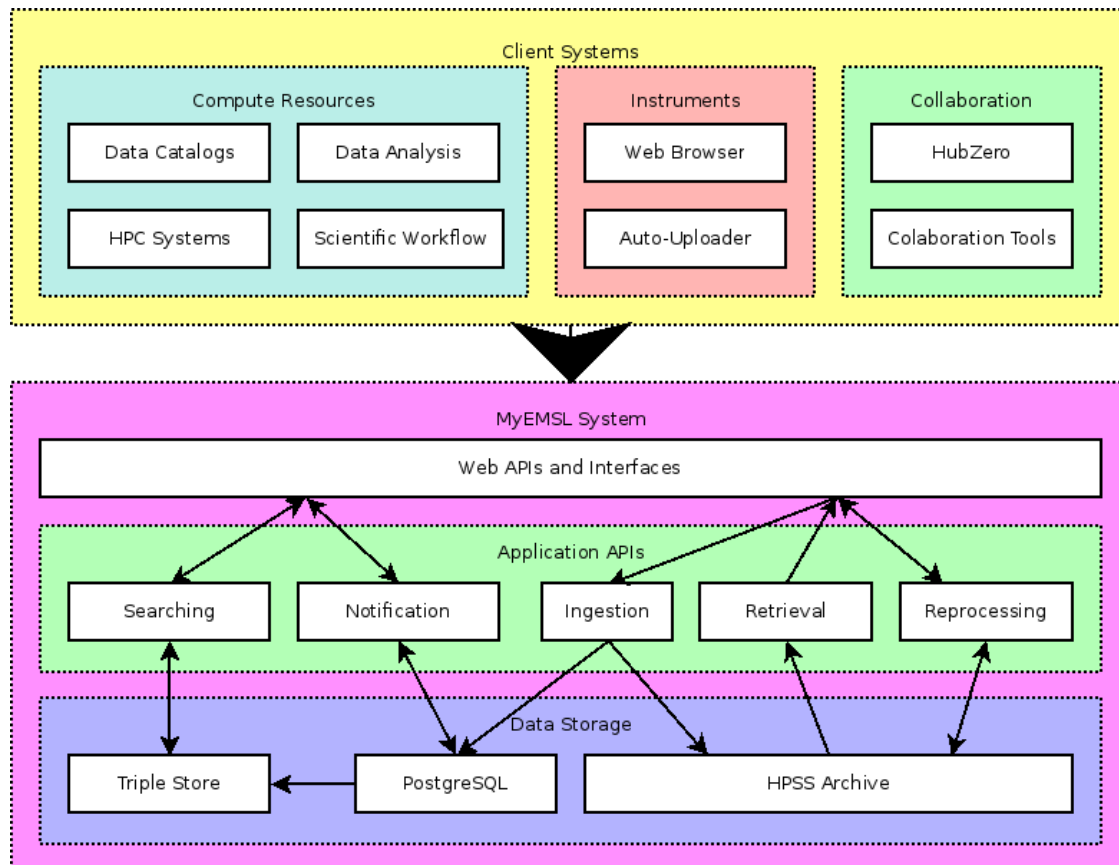 Client Systems
Compute Resources
Instruments
Collaboration
Data Catalogs
Data Analysis
Web Browser
HubZero
HPC Systems
Scientific Workflow
Auto-Uploader
Colaboration Tools
MyEMSL System
Web APIs and Interfaces
Application APIs
Searching
Notification
Ingestion
Retrieval
Reprocessing
Data Storage
Triple Store
PostgreSQL
HPSS Archive